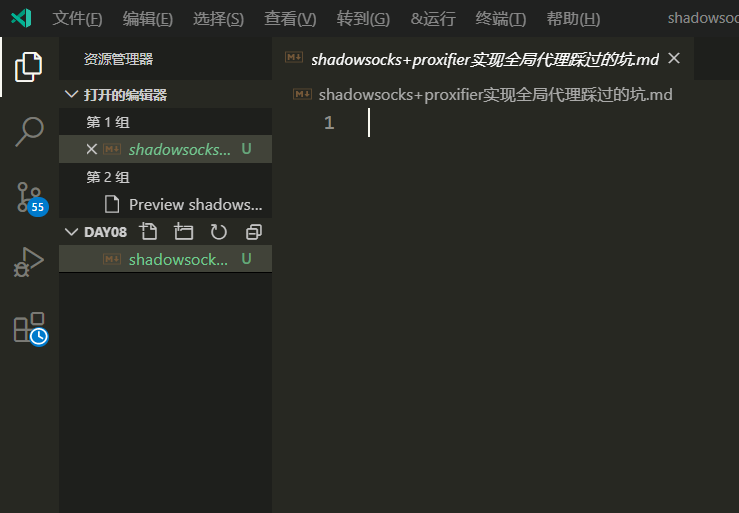 文件(F) 编辑(E) 选择(S) 查看(V) 转到(G) &运行 终端(T) 帮助(H) shadowsoc
资源管理器
打开的编辑器
第 1 组
shadowsocks... U
第 2 组
Preview shadows...
DAY08
shadowsock... U
55
shadowsocks+proxifier实现全局代理踩过的坑.md
shadowsocks+proxifier实现全局代理踩过的坑.md
1